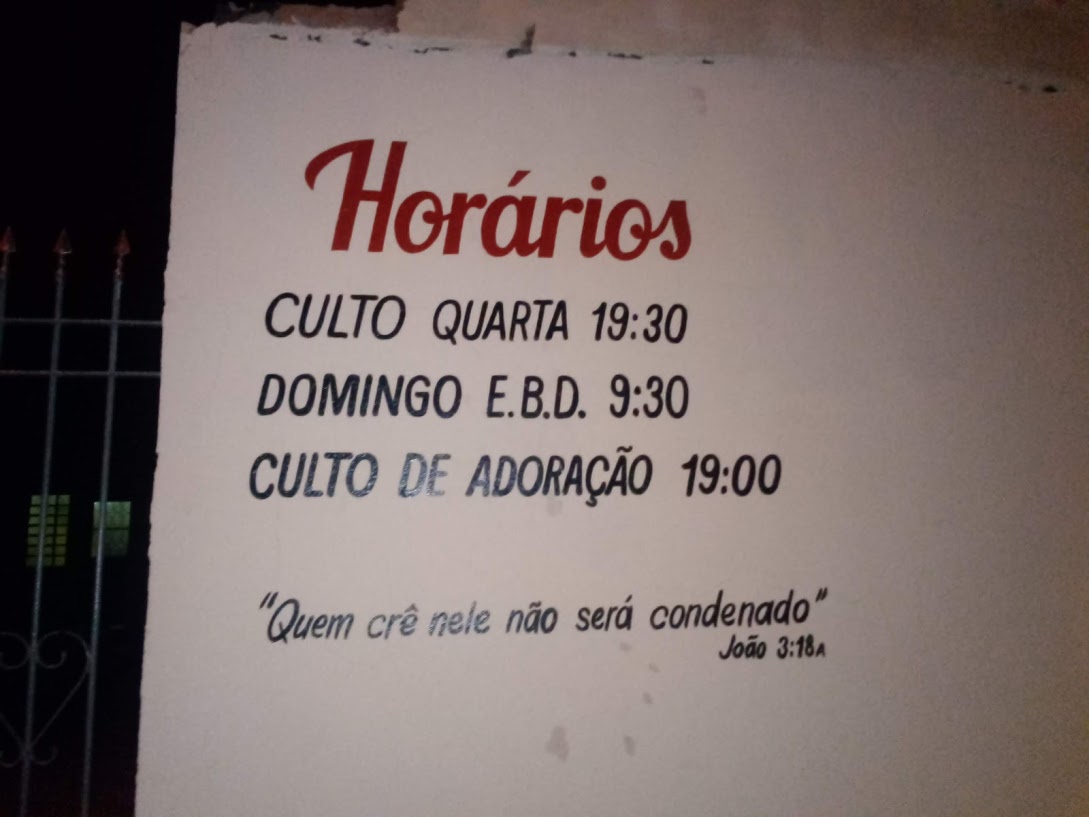 Horários
CULTO QUARTA 19:30
DOMINGO E.B.D. 9:30
CULTO DE ADORAÇÃO 19:00
"Quem crê nele não será condenado"
João 3:18A